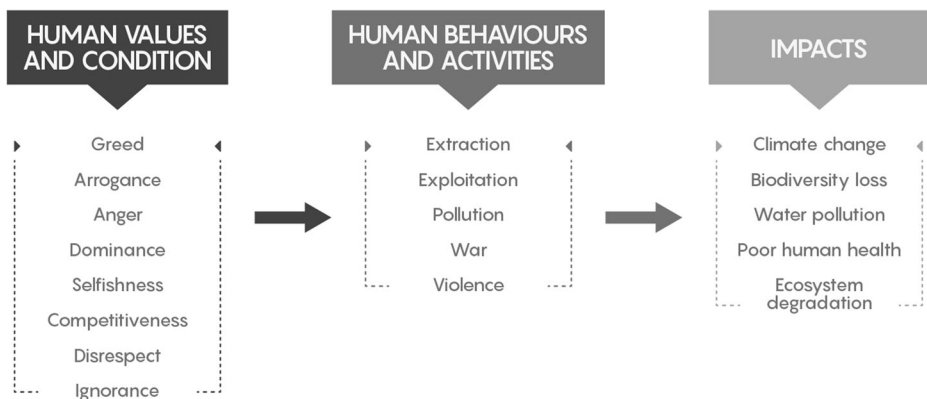 HUMAN VALUES
AND CONDITION
Greed
Arrogance
Anger
Dominance
Selfishness
Competitiveness
Disrespect
Ignorance
HUMAN BEHAVIOURS
AND ACTIVITIES
Extraction
Exploitation
Pollution
War
Violence
IMPACTS
Climate change
Biodiversity loss
Water pollution
Poor human health
Ecosystem
degradation